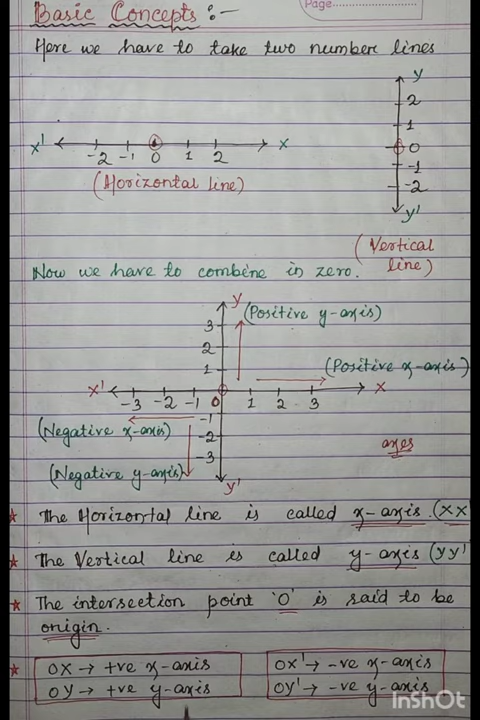 Page
Basic Concepts :-
Here we have to take two number lines
Y
2
1
0
-1
-2
Y'
X' -2 -1 0 1 2 X
(Horizontal line)
(Vertical line)
Now we have to combine in zero.
Y
(Positive y-axis)
3
2
1
(Positive x-axis)
X' -3 -2 -1 0 1 2 3 X
-1
-2
-3
(Negative x-axis)
axes
(Negative y-axis)
Y'
* The Horizontal line is called x-axis. (XX'
* The Vertical line is called y-axis (YY'
* The intersection point 'O' is said to be
origin.
* OX → +ve x-axis
OY → +ve y-axis
OX' → -ve x-axis
OY' → -ve y-axis
InShOt